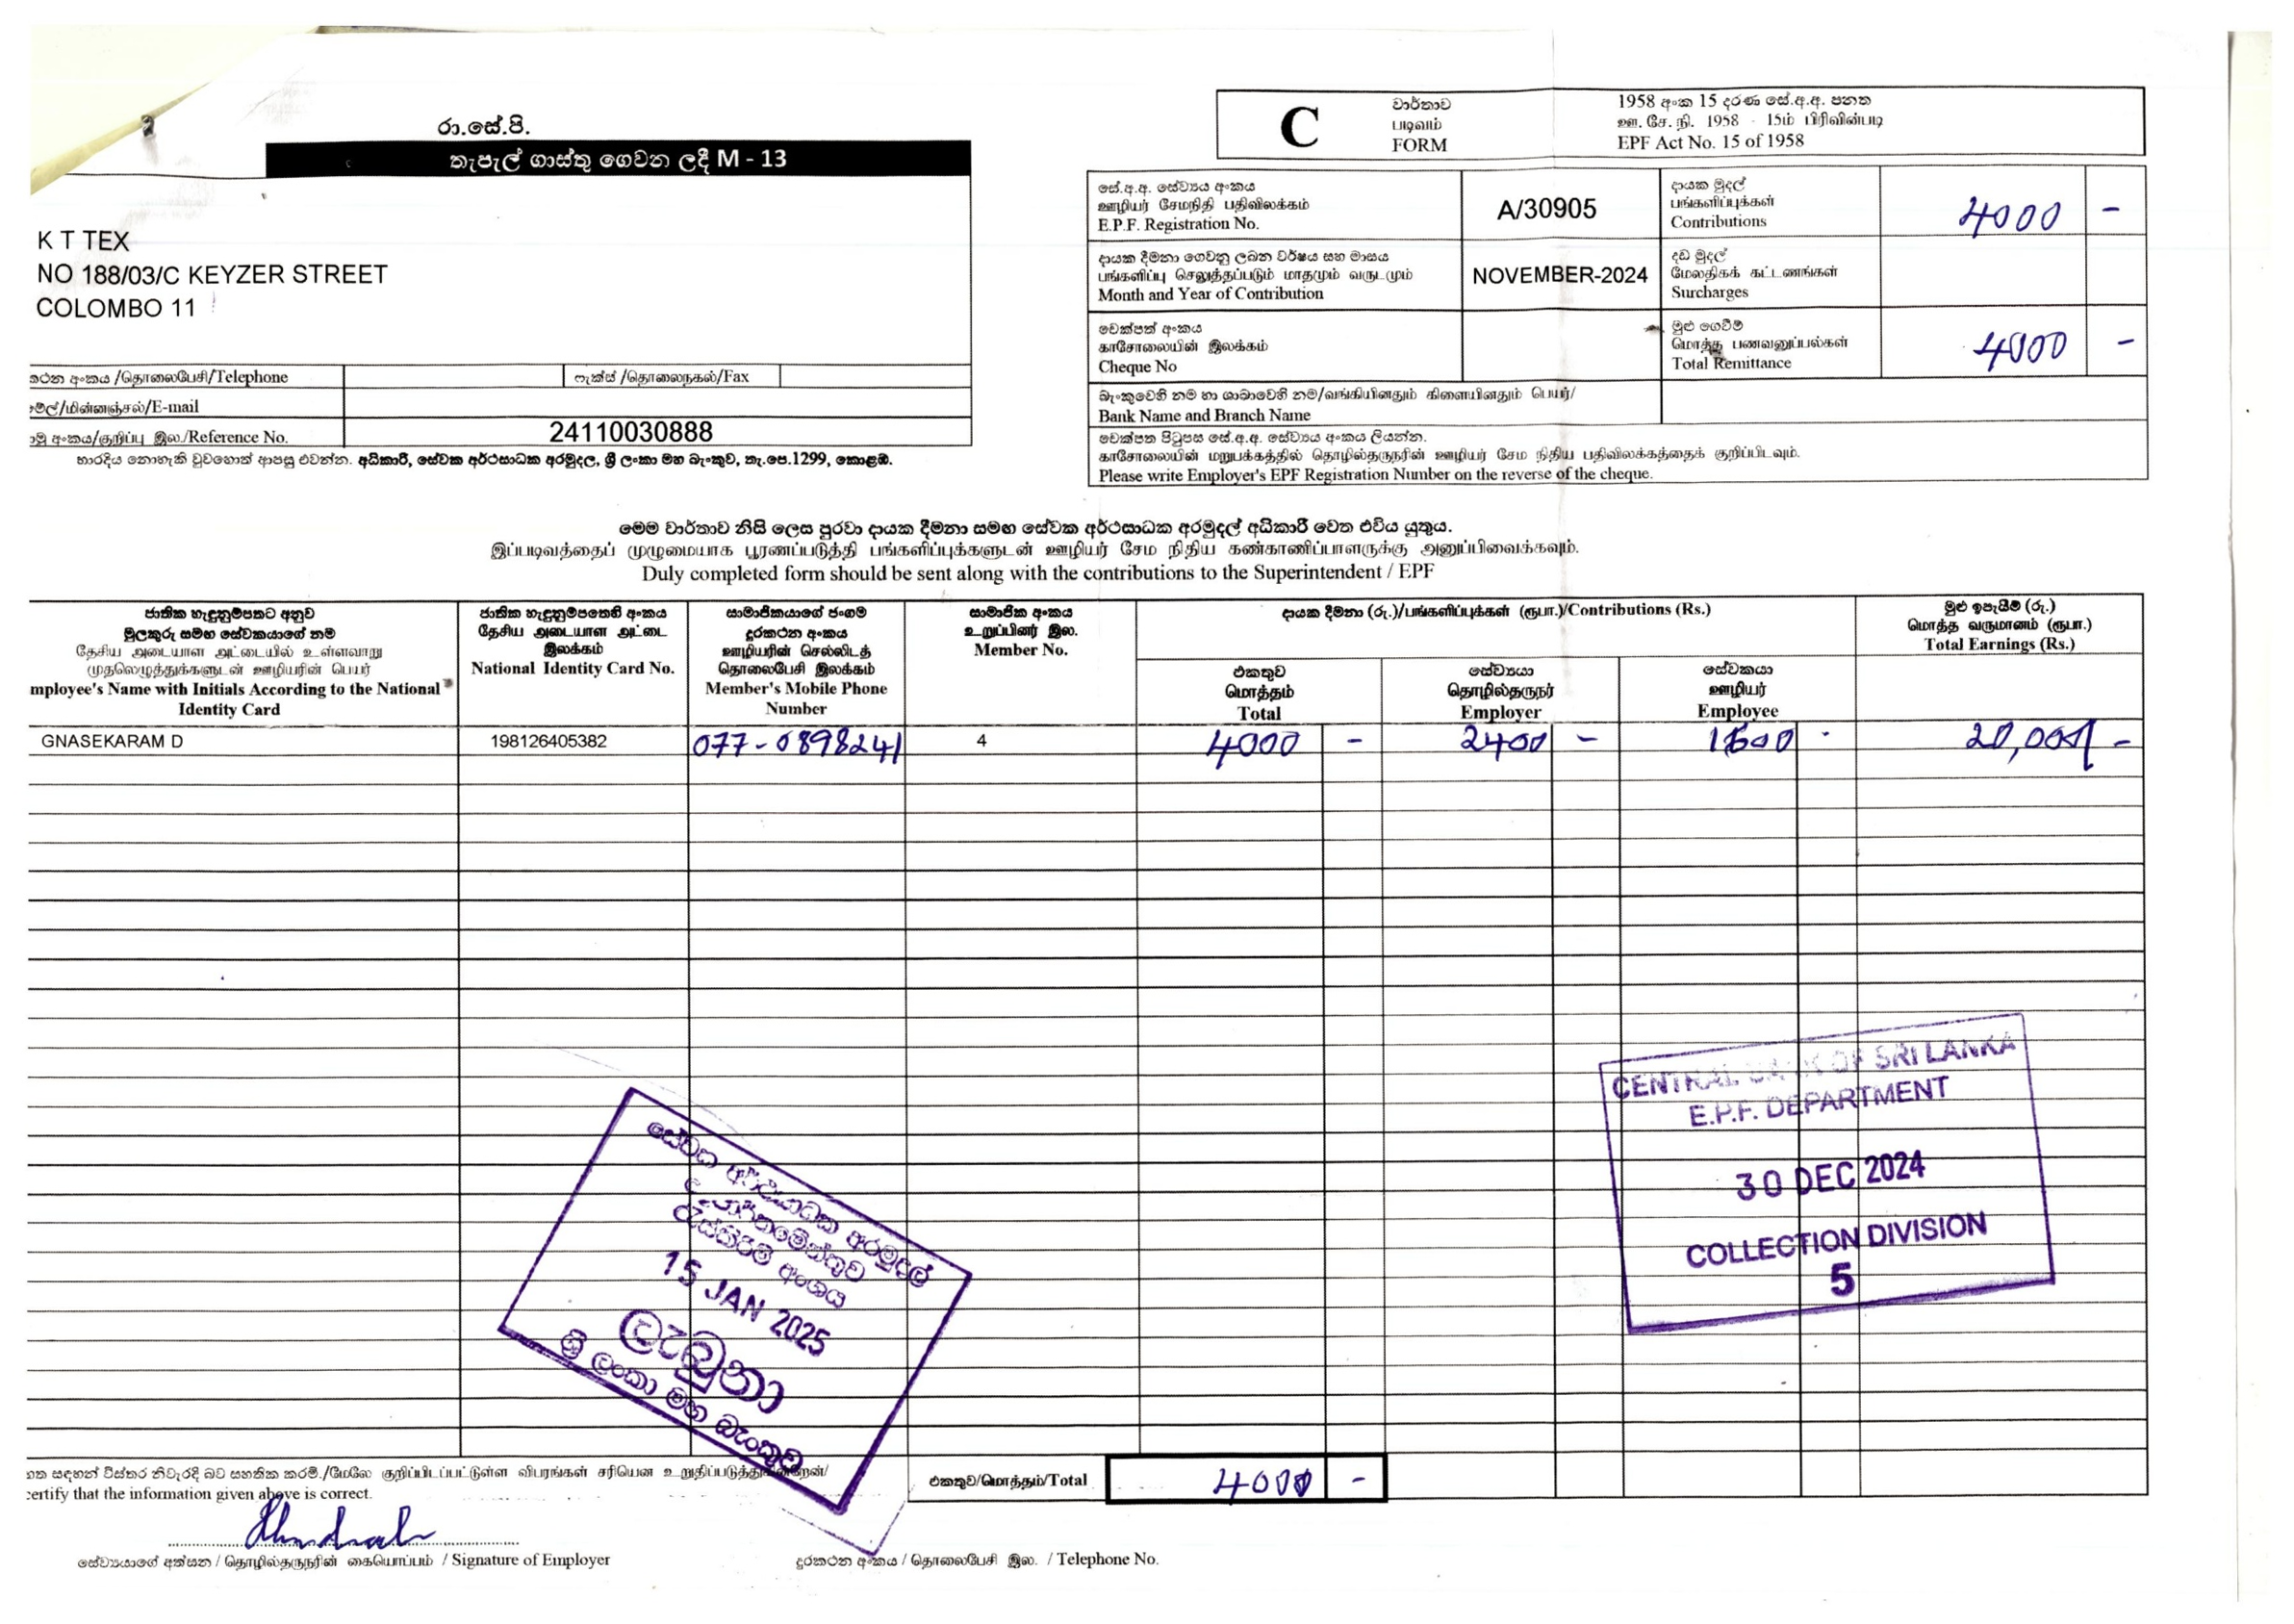 රා.සේ.පි.
තැපැල් ගාස්තු ගෙවන ලදී M - 13
K T TEX
NO 188/03/C KEYZER STREET
COLOMBO 11
කථන අංකය /தொலைபேசி/Telephone
ෆැක්ස් /தொலைநகல்/Fax
මේල්/மின்னஞ்சல்/E-mail
අංකය/குறிப்பு இல./Reference No. 24110030888
භාරදිය නොහැකි වුවහොත් ආපසු එවන්න. අධිකාරී, සේවක අර්ථසාධක අරමුදල, ශ්‍රී ලංකා මහ බැංකුව, තැ.පෙ.1299, කොළඹ.
C
වාර්තාව
படிவம்
FORM
1958 අංක 15 දරණ සේ.අ.අ. පනත
ஊ. சே. நி. 1958 - 15ம் பிரிவின்படி
EPF Act No. 15 of 1958
සේ.අ.අ. සේව්‍යය අංකය
ஊழியர் சேமநிதி பதிவிலக்கம்
E.P.F. Registration No.
A/30905
දායක මුදල්
பங்களிப்புக்கள்
Contributions
4000 -
දායක දීමනා ගෙවනු ලබන වර්ෂය සහ මාසය
பங்களிப்பு செலுத்தப்படும் மாதமும் வருடமும்
Month and Year of Contribution
NOVEMBER-2024
දඩ මුදල්
மேலதிகக் கட்டணங்கள்
Surcharges
චෙක්පත් අංකය
காசோலையின் இலக்கம்
Cheque No
මුළු ගෙවීම්
மொத்த பணவனுப்பல்கள்
Total Remittance
4000 -
බැංකුවෙහි නම හා ශාඛාවෙහි නම/வங்கியினதும் கிளையினதும் பெயர்/
Bank Name and Branch Name
චෙක්පත පිටුපස සේ.අ.අ. සේව්‍යය අංකය ලියන්න.
காசோலையின் மறுபக்கத்தில் தொழில்தருநரின் ஊழியர் சேம நிதிய பதிவிலக்கத்தைக் குறிப்பிடவும்.
Please write Employer's EPF Registration Number on the reverse of the cheque.
මෙම වාර්තාව නිසි ලෙස පුරවා දායක දීමනා සමඟ සේවක අර්ථසාධක අරමුදල් අධිකාරී වෙත එවිය යුතුය.
இப்படிவத்தைப் முழுமையாக பூரணப்படுத்தி பங்களிப்புக்களுடன் ஊழியர் சேம நிதிய கண்காணிப்பாளருக்கு அனுப்பிவைக்கவும்.
Duly completed form should be sent along with the contributions to the Superintendent / EPF
ජාතික හැඳුනුම්පතට අනුව
මුලකුරු සමඟ සේවකයාගේ නම
தேசிய அடையாள அட்டையில் உள்ளவாறு
முதலெழுத்துக்களுடன் ஊழியரின் பெயர்
mployee's Name with Initials According to the National
Identity Card
ජාතික හැඳුනුම්පතෙහි අංකය
தேசிய அடையாள அட்டை
இலக்கம்
National Identity Card No.
සාමාජිකයාගේ ජංගම
දුරකථන අංකය
ஊழியரின் செல்லிடத்
தொலைபேசி இலக்கம்
Member's Mobile Phone
Number
සාමාජික අංකය
உறுப்பினர் இல.
Member No.
දායක දීමනා (රු.)/பங்களிப்புக்கள் (ரூபா.)/Contributions (Rs.)
එකතුව
மொத்தம்
Total
සේව්‍යයා
தொழில்தருநர்
Employer
සේවකයා
ஊழியர்
Employee
මුළු ඉපැයීම් (රු.)
மொத்த வருமானம் (ரூபா.)
Total Earnings (Rs.)
GNASEKARAM D 198126405382 077-0898241 4 4000 - 2400 - 1600 20,000/-
CENTRAL BANK OF SRI LANKA
E.P.F. DEPARTMENT
30 DEC 2024
COLLECTION DIVISION
5
සේවක අර්ථසාධක අරමුදල්
දෙපාර්තමේන්තුව
රැස්කිරීම් අංශය
15 JAN 2025
ලැබුනා
ශ්‍රී ලංකා මහ බැංකුව
සඳහන් විස්තර නිවැරදි බව සහතික කරමි./மேலே குறிப்பிடப்பட்டுள்ள விபரங்கள் சரியென உறுதிப்படுத்துகின்றேன்/
certify that the information given above is correct.
එකතුව/மொத்தம்/Total 4000 -
සේව්‍යයාගේ අත්සන / தொழில்தருநரின் கையொப்பம் / Signature of Employer
දුරකථන අංකය / தொலைபேசி இல. / Telephone No.